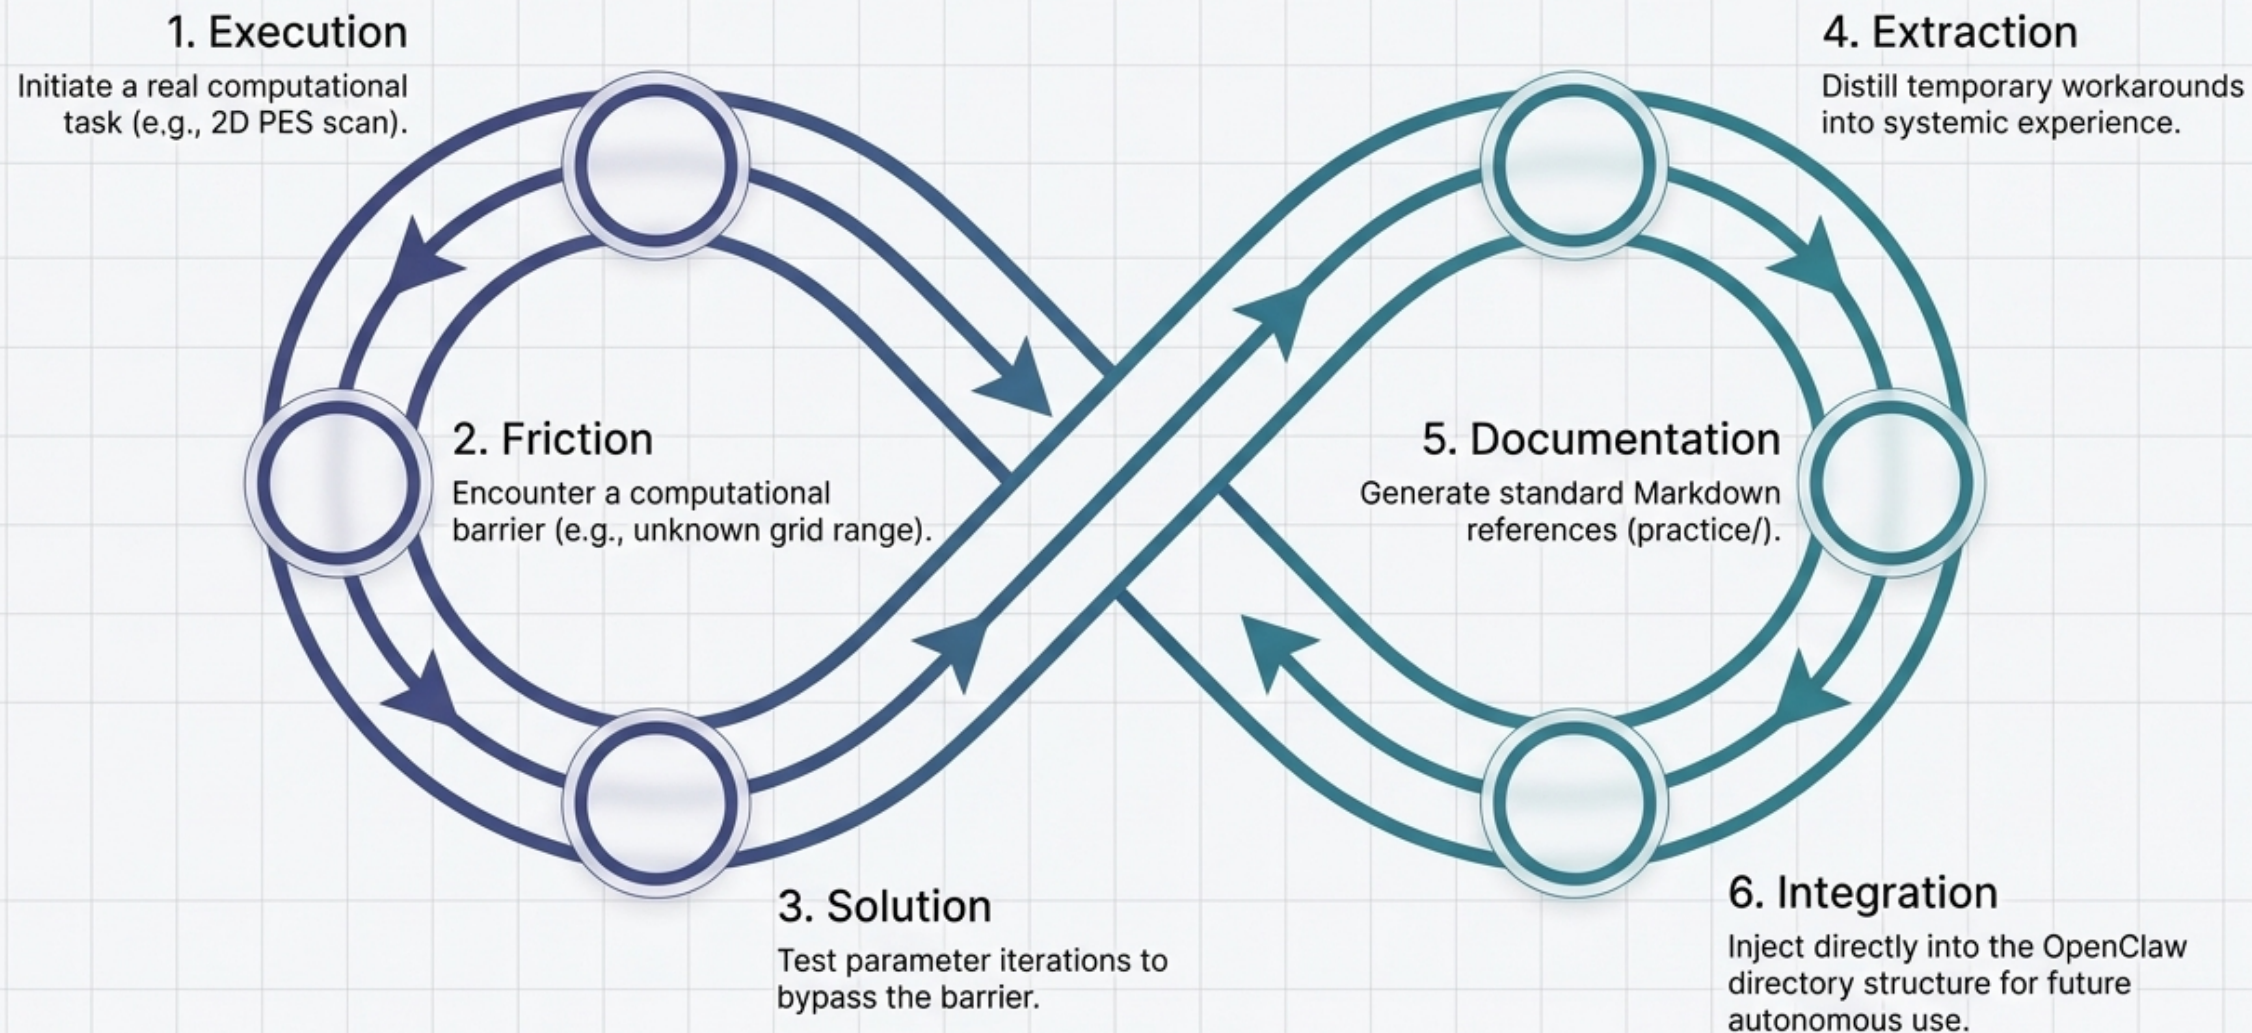 1. Execution
Initiate a real computational
task (e.g., 2D PES scan).
2. Friction
Encounter a computational
barrier (e.g., unknown grid range).
3. Solution
Test parameter iterations to
bypass the barrier.
4. Extraction
Distill temporary workarounds
into systemic experience.
5. Documentation
Generate standard Markdown
references (practice/).
6. Integration
Inject directly into the OpenClaw
directory structure for future
autonomous use.